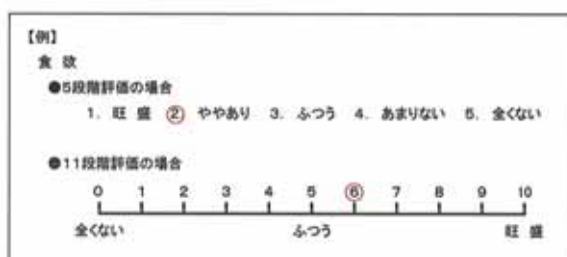 【例】
食 欲
●5段階評価の場合
1. 旺 盛 ② ややあり 3. ふつう 4. あまりない 5. 全くない
●11段階評価の場合
0 1 2 3 4 5 ⑥ 7 8 9 10
全くない ふつう 旺 盛